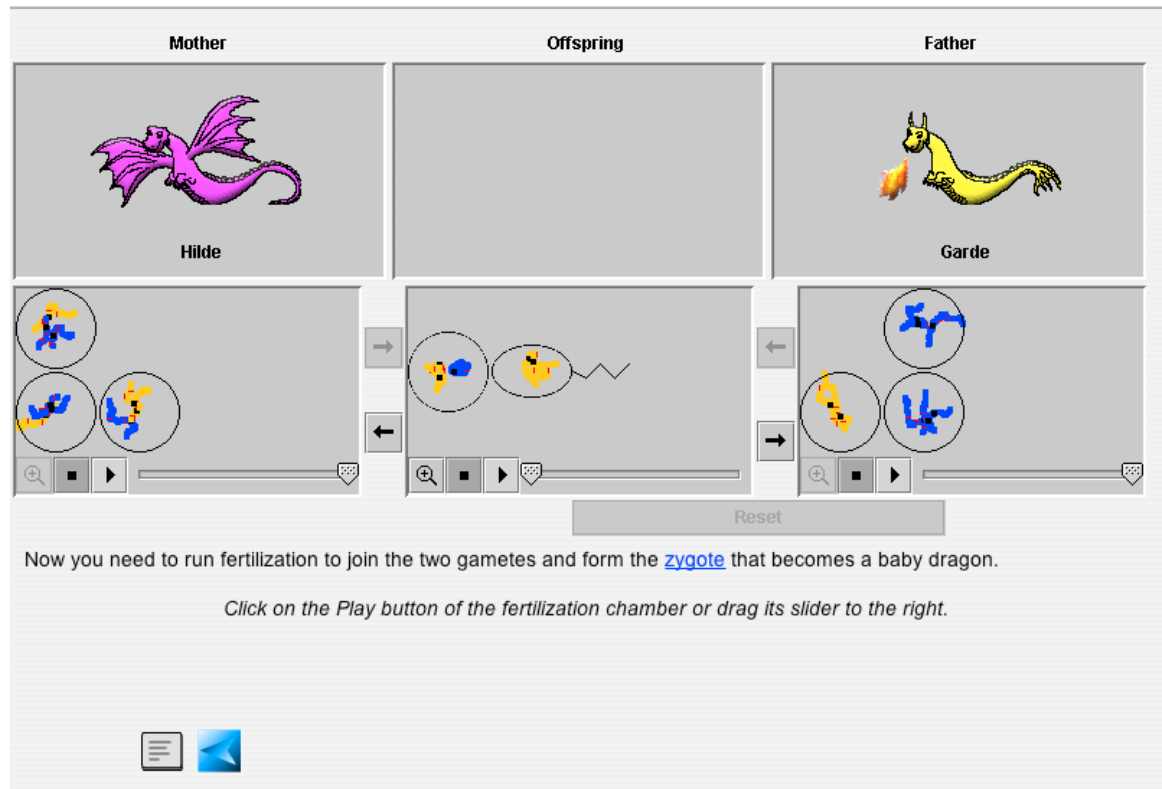 Mother Offspring Father
Hilde Garde
Reset
Now you need to run fertilization to join the two gametes and form the zygote that becomes a baby dragon.
Click on the Play button of the fertilization chamber or drag its slider to the right.